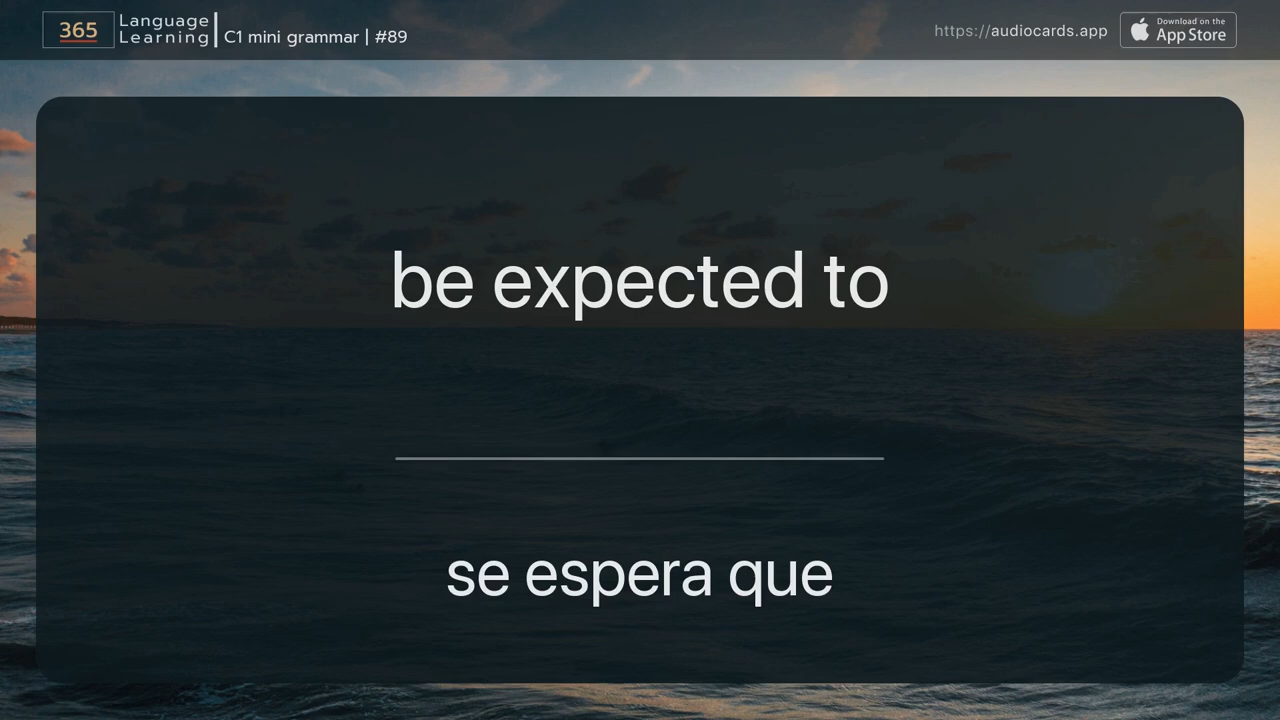 365
Language
Learning
C1 mini grammar | #89
https://audiocards.app
Download on the
App Store
be expected to
se espera que